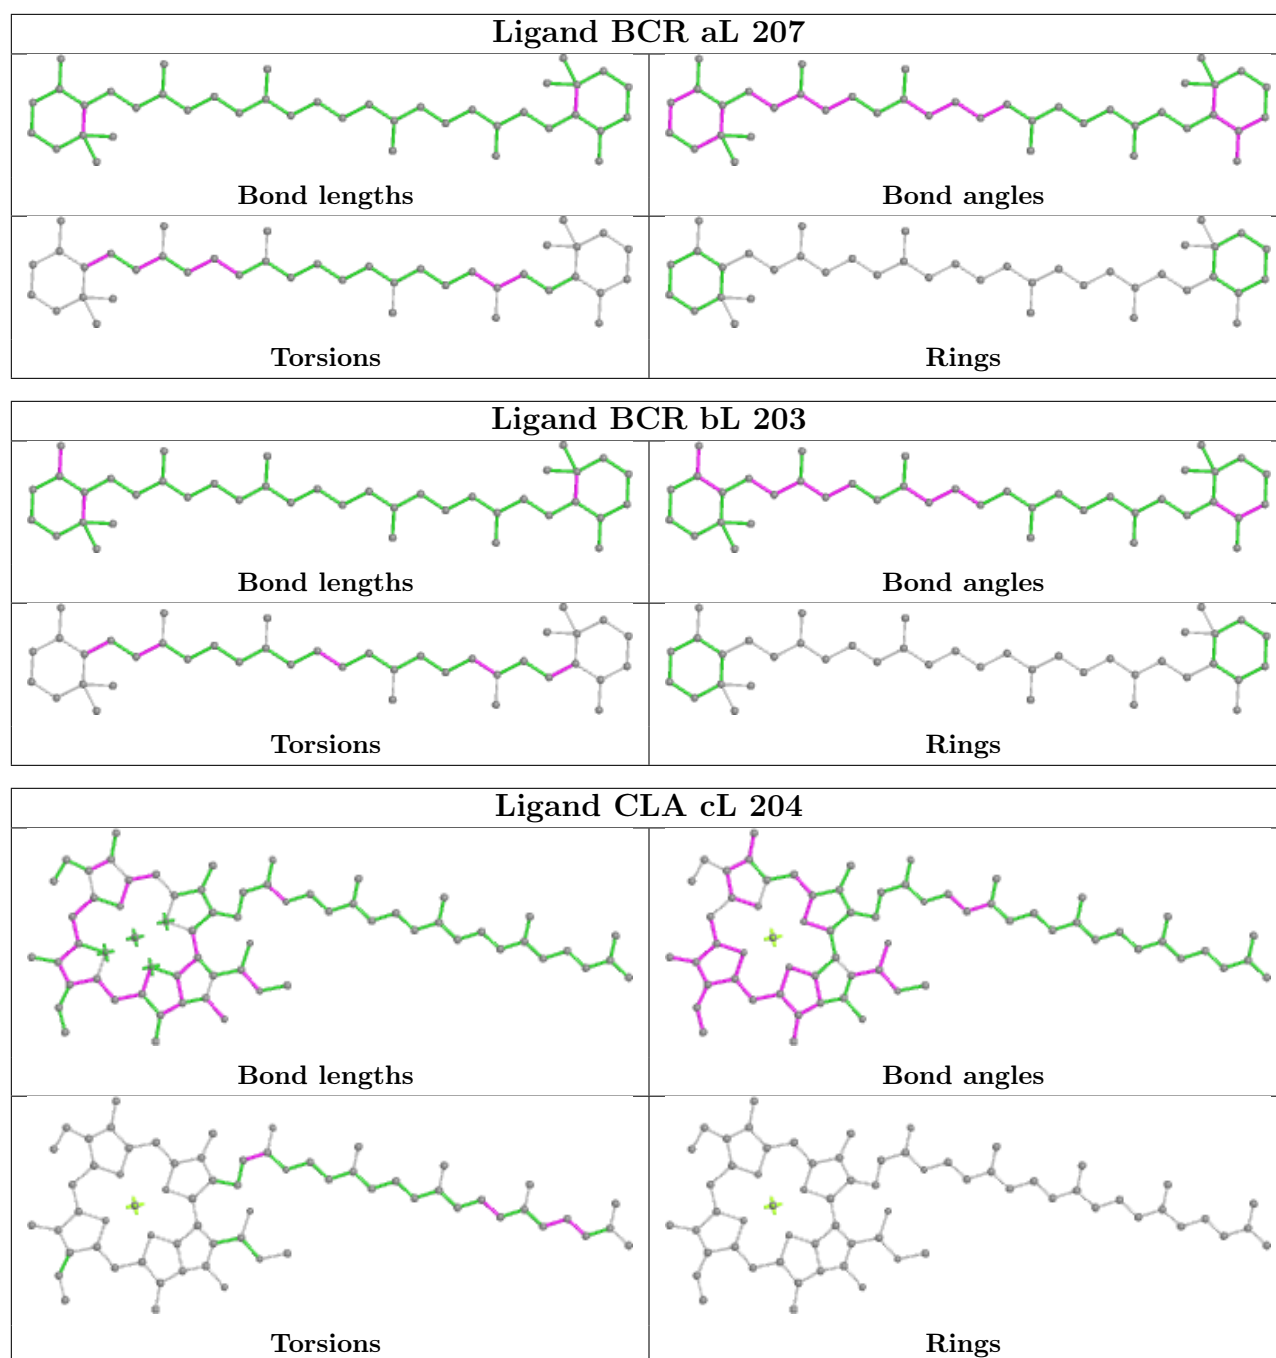 Ligand BCR aL 207
Bond lengths
Bond angles
Torsions
Rings
Ligand BCR bL 203
Bond lengths
Bond angles
Torsions
Rings
Ligand CLA cL 204
Bond lengths
Bond angles
Torsions
Rings